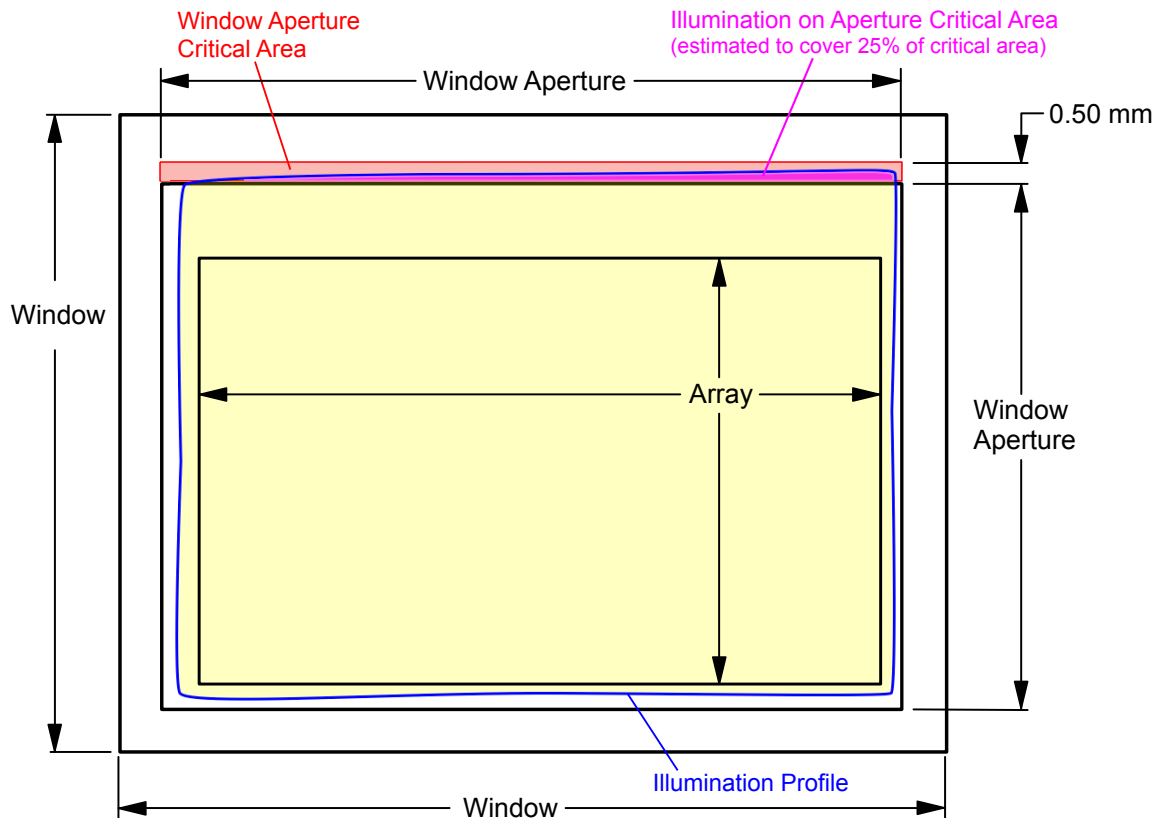 Window Aperture
Critical Area
Illumination on Aperture Critical Area
(estimated to cover 25% of critical area)
Window Aperture
0.50 mm
Window
Array
Window
Aperture
Illumination Profile
Window